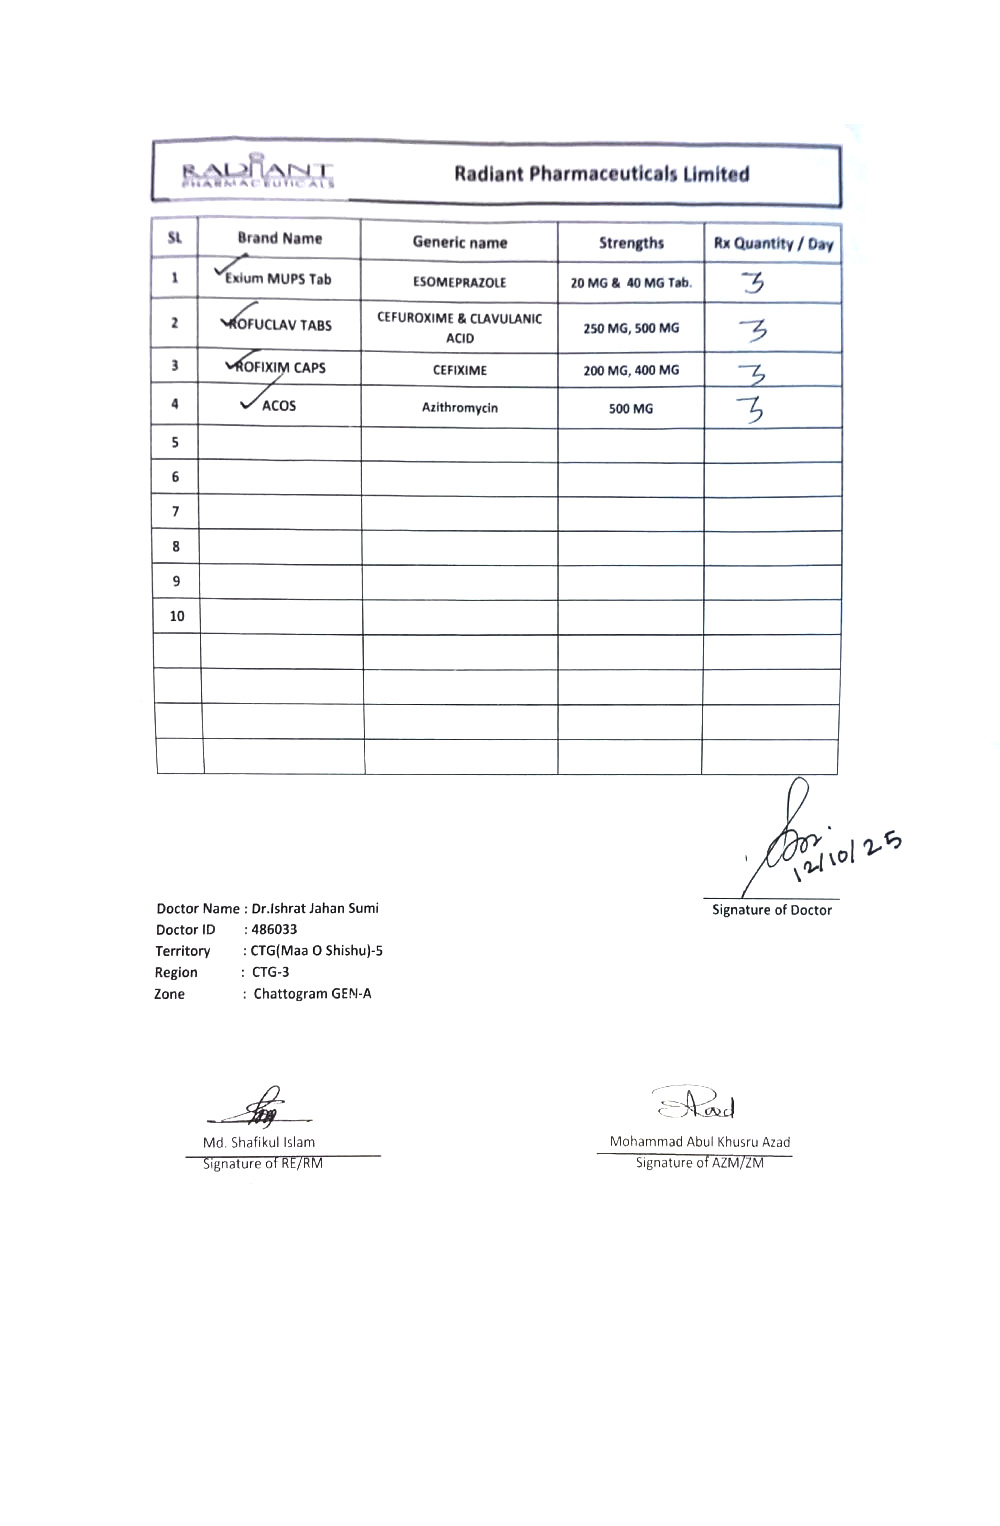 RADIANT
PHARMACEUTICALS
Radiant Pharmaceuticals Limited
SL Brand Name Generic name Strengths Rx Quantity / Day
1 Exium MUPS Tab ESOMEPRAZOLE 20 MG & 40 MG Tab. 3
2 ROFUCLAV TABS CEFUROXIME & CLAVULANIC ACID 250 MG, 500 MG 3
3 ROFIXIM CAPS CEFIXIME 200 MG, 400 MG 3
4 ACOS Azithromycin 500 MG 3
5
6
7
8
9
10
12/10/25
Signature of Doctor
Doctor Name : Dr.Ishrat Jahan Sumi
Doctor ID : 486033
Territory : CTG(Maa O Shishu)-5
Region : CTG-3
Zone : Chattogram GEN-A
Azad
Md. Shafikul Islam
Signature of RE/RM
Mohammad Abul Khusru Azad
Signature of AZM/ZM